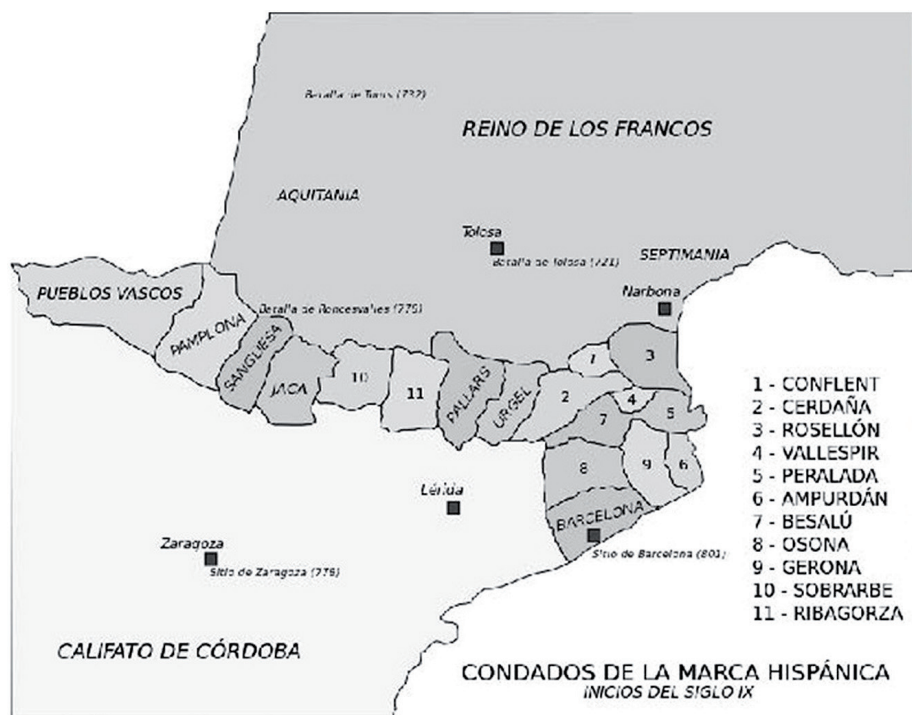 Batalla de Tours (732)
REINO DE LOS FRANCOS
AQUITANIA
Tolosa
Batalla de Tolosa (721)
SEPTIMANIA
Narbona
PUEBLOS VASCOS
PAMPLONA
Batalla de Roncesvalles (778)
SANGÜESA
JACA
10
11
PALLARS
URGEL
2
1
3
4
7
5
8
9
6
BARCELONA
Sitio de Barcelona (801)
Lérida
Zaragoza
Sitio de Zaragoza (778)
CALIFATO DE CÓRDOBA
1 - CONFLENT
2 - CERDAÑA
3 - ROSELLÓN
4 - VALLESPIR
5 - PERALADA
6 - AMPURDÁN
7 - BESALÚ
8 - OSONA
9 - GERONA
10 - SOBRARBE
11 - RIBAGORZA
CONDADOS DE LA MARCA HISPÁNICA
INICIOS DEL SIGLO IX